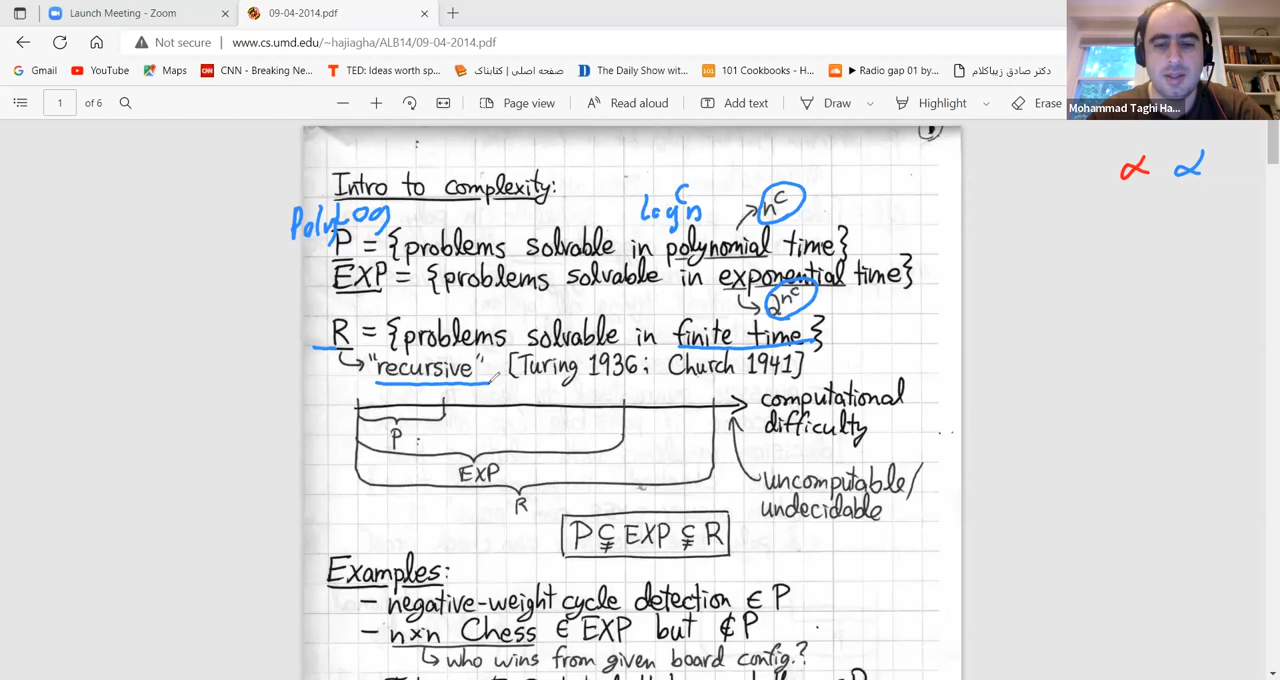 Launch Meeting - Zoom
09-04-2014.pdf
Not secure www.cs.umd.edu/~hajiagha/ALB14/09-04-2014.pdf
Gmail YouTube Maps CNN - Breaking Ne... TED: Ideas worth sp... صفحه اصلی | کتابناک The Daily Show wit... 101 Cookbooks - H... Radio gap 01 by... دکتر صادق زیباکلام
1 of 6 Page view Read aloud Add text Draw Highlight Erase
Mohammad Taghi Ha...
∝ ∝
1
Intro to complexity:
PolyLog log^c n n^c
P = {problems solvable in polynomial time}
EXP = {problems solvable in exponential time}
2^n^c
R = {problems solvable in finite time}
"recursive" [Turing 1936; Church 1941]
computational
difficulty
P
EXP
R
uncomputable/
undecidable
P ⊊ EXP ⊊ R
Examples:
- negative-weight cycle detection ∈ P
- n×n Chess ∈ EXP but ∉ P
who wins from given board config.?